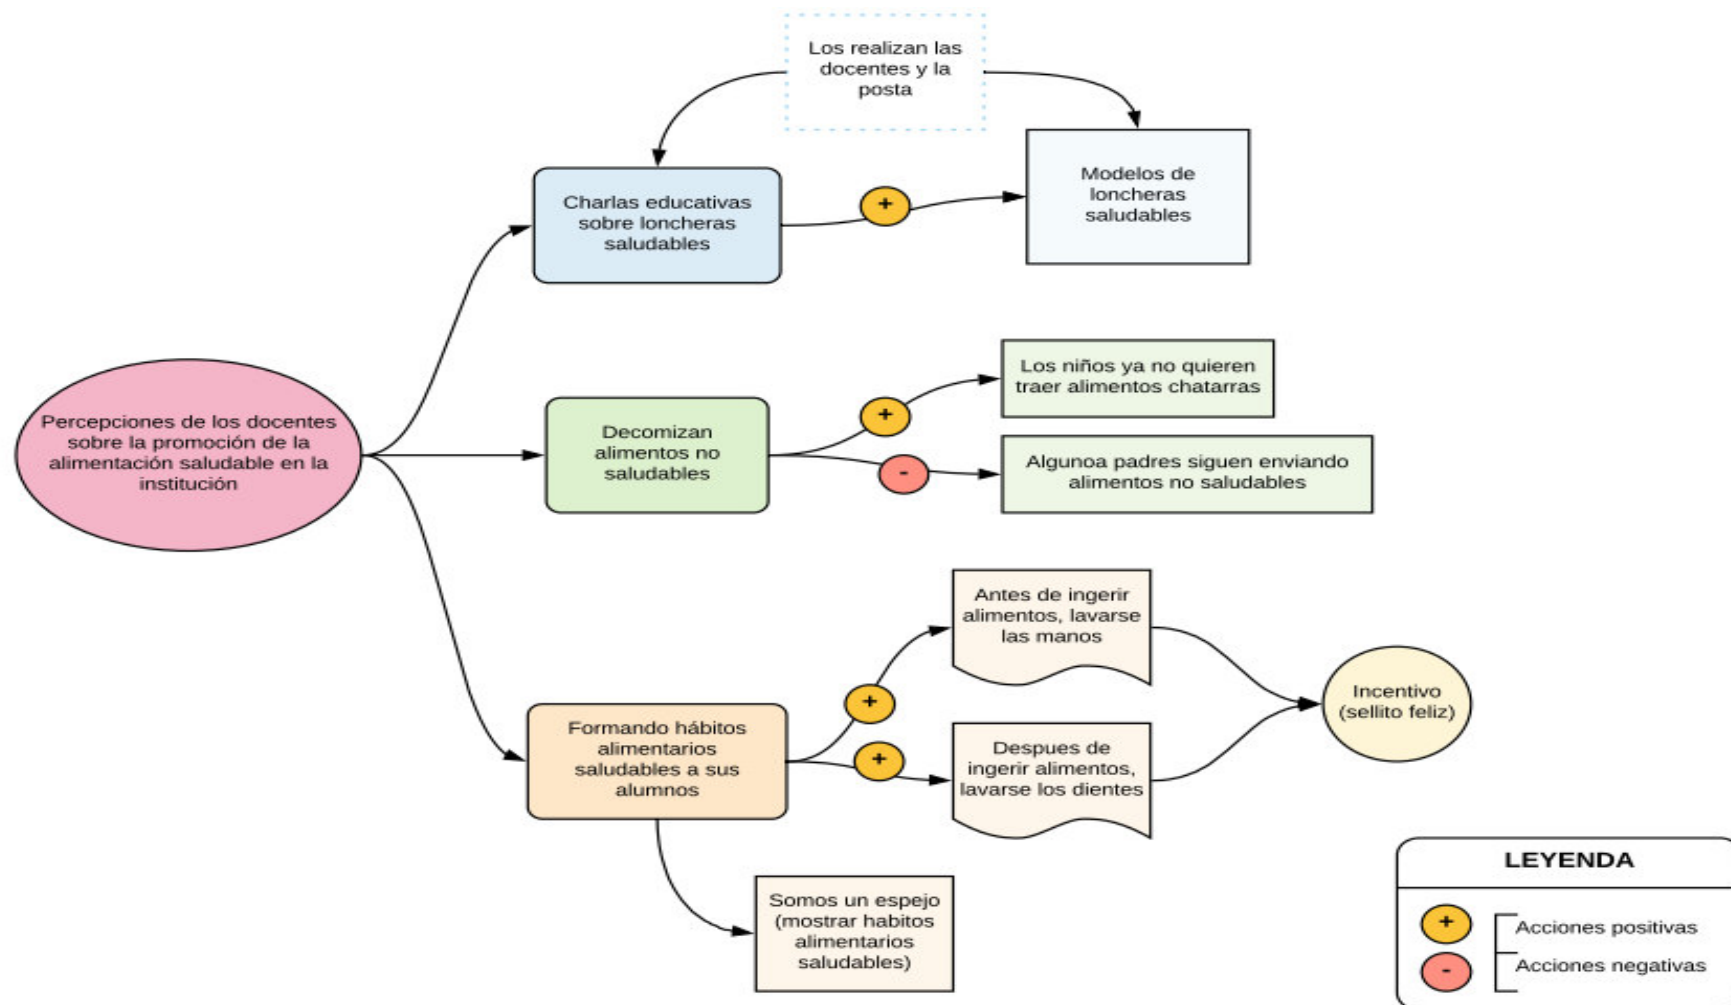 Los realizan las
docentes y la
posta
Charlas educativas
sobre loncheras
saludables
+
Modelos de
loncheras
saludables
Percepciones de los docentes
sobre la promoción de la
alimentación saludable en la
institución
Decomizan
alimentos no
saludables
+
Los niños ya no quieren
traer alimentos chatarras
-
Algunoa padres siguen enviando
alimentos no saludables
Formando hábitos
alimentarios
saludables a sus
alumnos
+
Antes de ingerir
alimentos, lavarse
las manos
+
Despues de
ingerir alimentos,
lavarse los dientes
Incentivo
(sellito feliz)
Somos un espejo
(mostrar habitos
alimentarios
saludables)
LEYENDA
+ Acciones positivas
- Acciones negativas